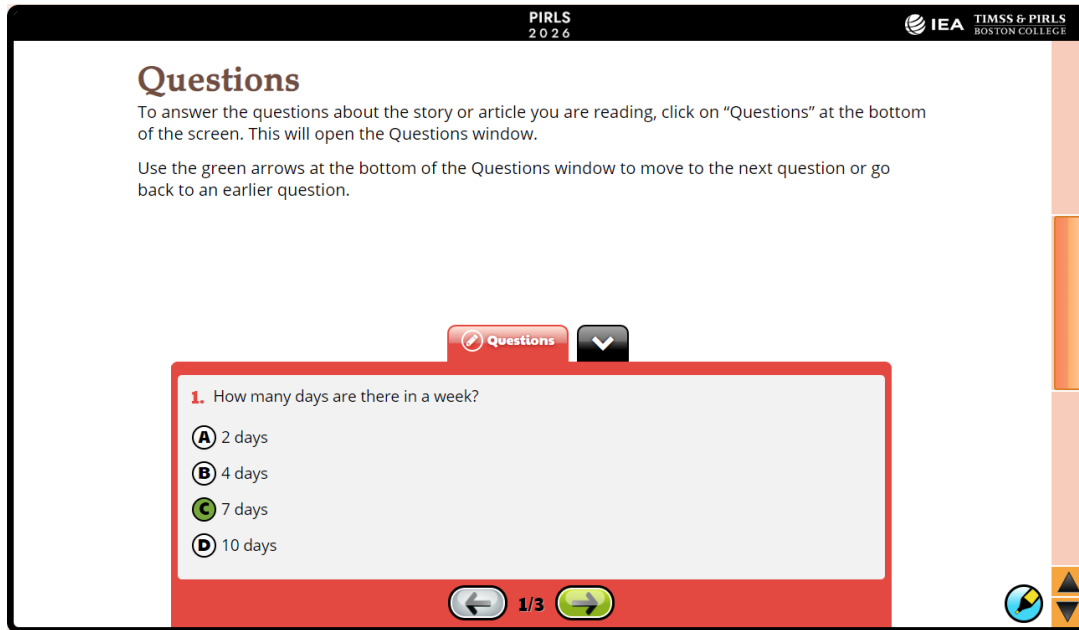 PIRLS
2026
IEA
TIMSS & PIRLS
BOSTON COLLEGE
Questions
To answer the questions about the story or article you are reading, click on “Questions” at the bottom
of the screen. This will open the Questions window.
Use the green arrows at the bottom of the Questions window to move to the next question or go
back to an earlier question.
Questions
1. How many days are there in a week?
A 2 days
B 4 days
C 7 days
D 10 days
1/3